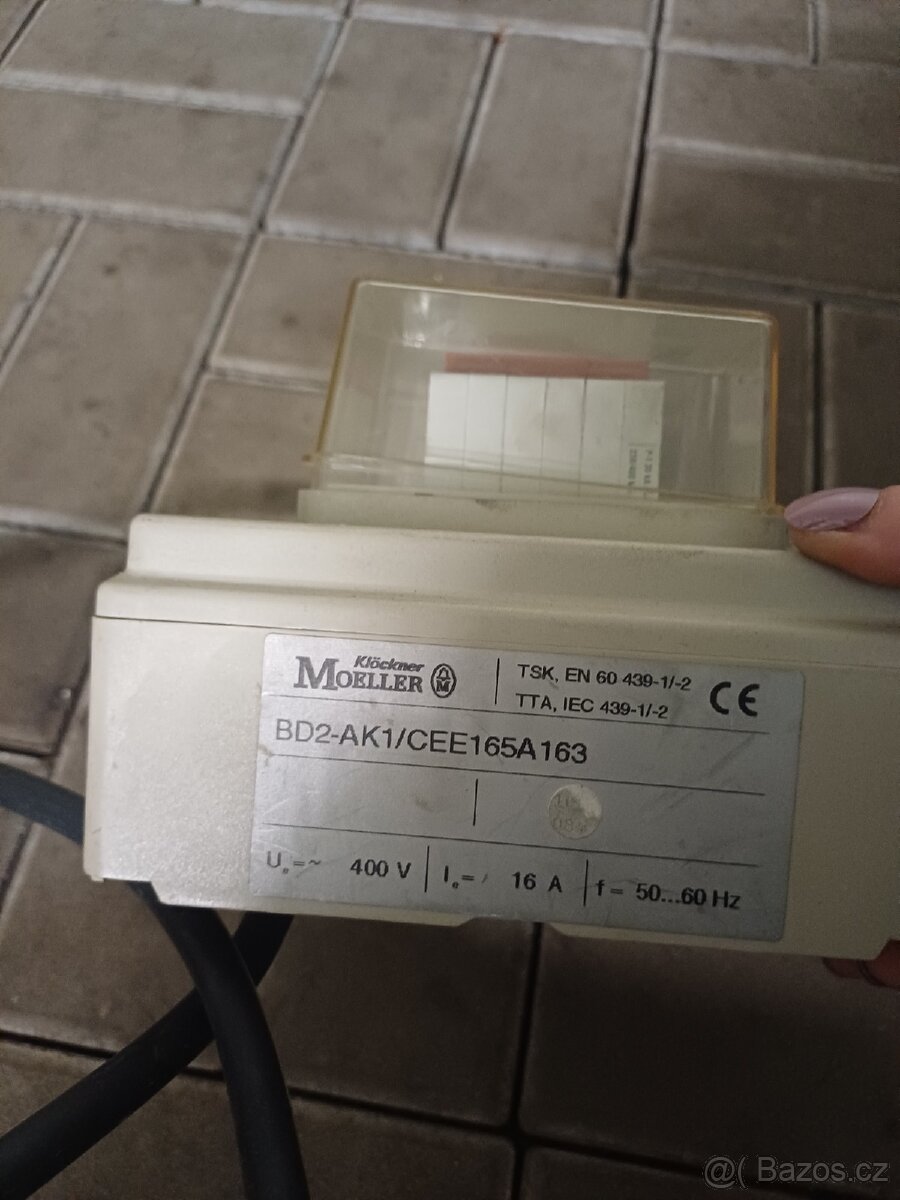 Klöckner
MOELLER
TSK, EN 60 439-1/-2
TTA, IEC 439-1/-2
CE
BD2-AK1/CEE165A163
Uₑ=~ 400 V
Iₑ= 16 A
f= 50...60 Hz
@( Bazos.cz